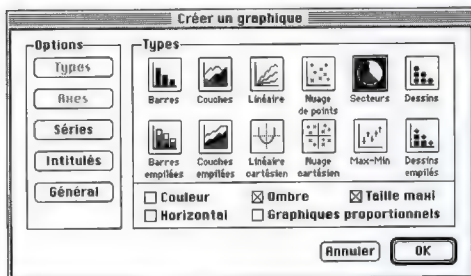 Créer un graphique
Options
Types
Axes
Séries
Intitulés
Général
Types
Barres
Couches
Linéaire
Nuage
de points
Secteurs
Dessins
Barres
empilées
Couches
empilées
Linéaire
cartésien
Nuage
cartésien
Max-Min
Dessins
empilés
Couleur
Ombre
Taille maxi
Horizontal
Graphiques proportionnels
Annuler
OK